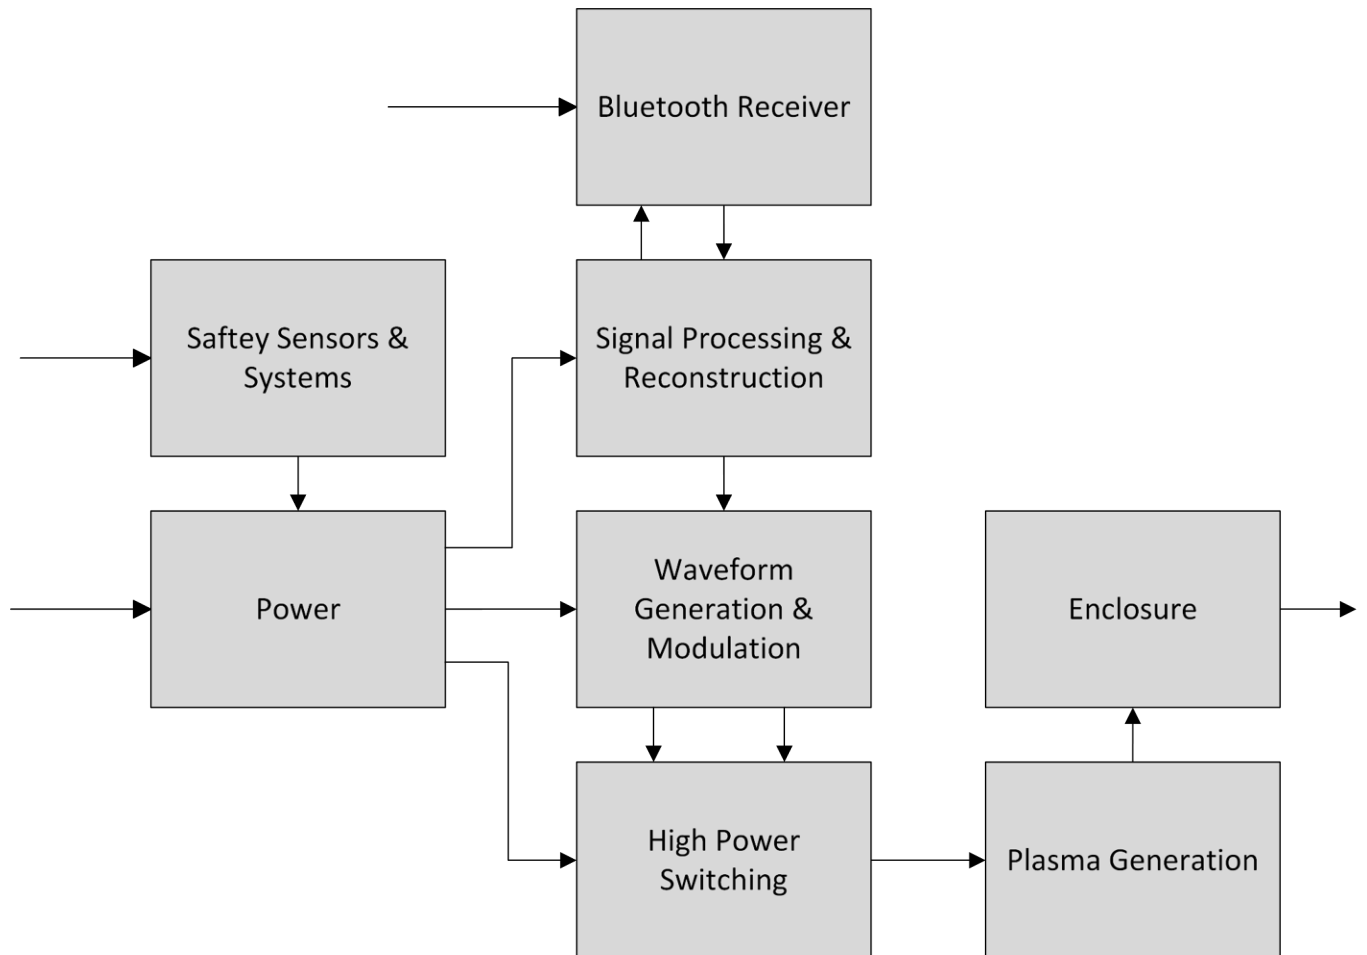 Bluetooth Receiver
Saftey Sensors &
Systems
Signal Processing &
Reconstruction
Power
Waveform
Generation &
Modulation
Enclosure
High Power
Switching
Plasma Generation